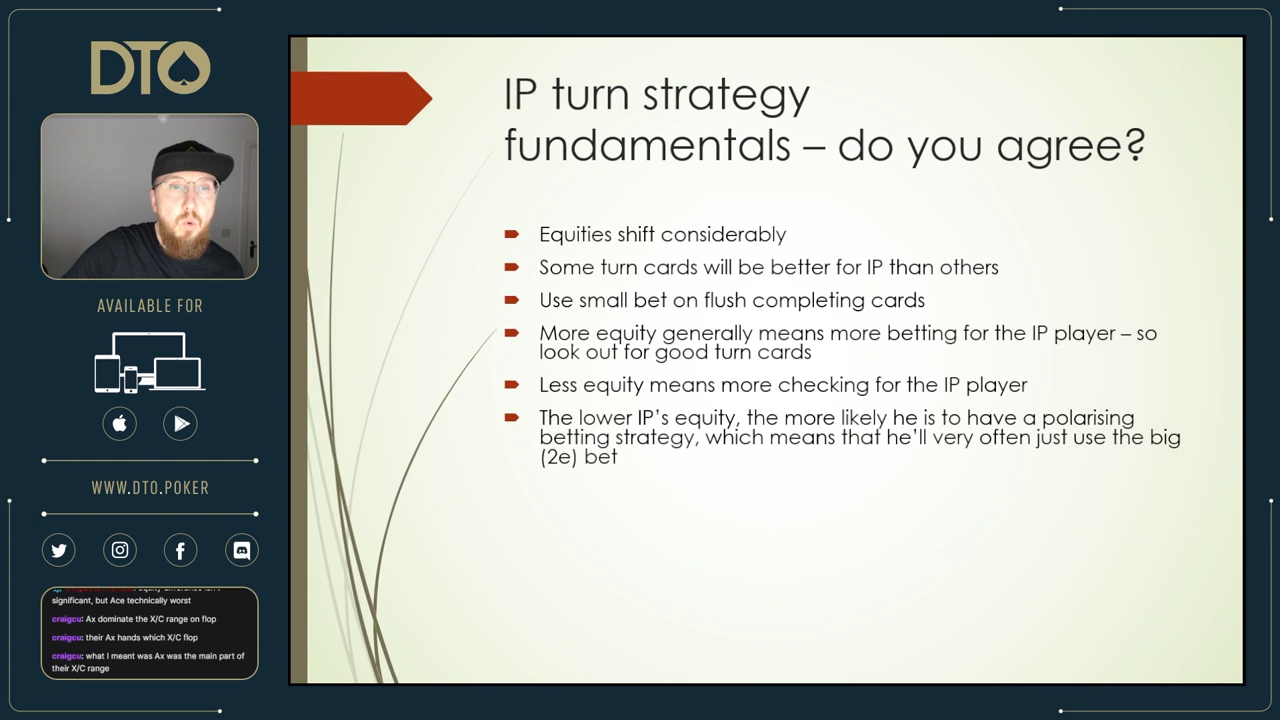 DTO
AVAILABLE FOR
WWW.DTO.POKER
significant, but Ace technically worst
craigcu: Ax dominate the X/C range on flop
craigcu: their Ax hands which X/C flop
craigcu: what I meant was Ax was the main part of
their X/C range
IP turn strategy
fundamentals – do you agree?
Equities shift considerably
Some turn cards will be better for IP than others
Use small bet on flush completing cards
More equity generally means more betting for the IP player – so
look out for good turn cards
Less equity means more checking for the IP player
The lower IP's equity, the more likely he is to have a polarising
betting strategy, which means that he'll very often just use the big
(2e) bet